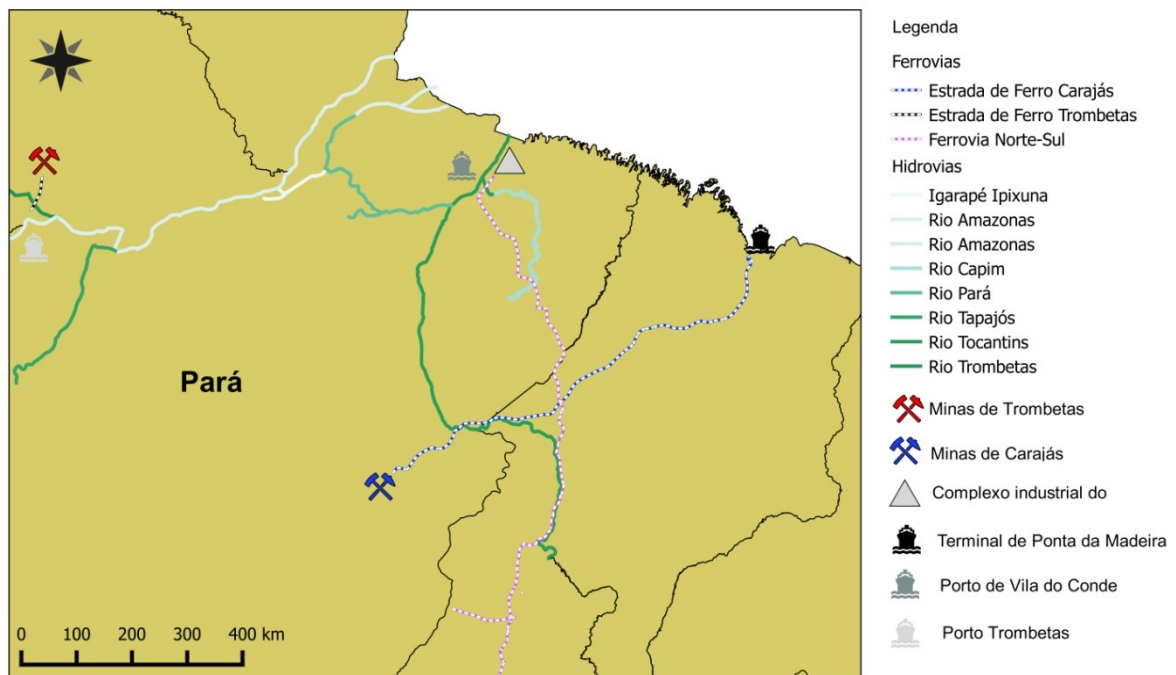 Pará
0 100 200 300 400 km
Legenda
Ferrovias
Estrada de Ferro Carajás
Estrada de Ferro Trombetas
Ferrovia Norte-Sul
Hidrovias
Igarapé Ipixuna
Rio Amazonas
Rio Amazonas
Rio Capim
Rio Pará
Rio Tapajós
Rio Tocantins
Rio Trombetas
Minas de Trombetas
Minas de Carajás
Complexo industrial do
Terminal de Ponta da Madeira
Porto de Vila do Conde
Porto Trombetas